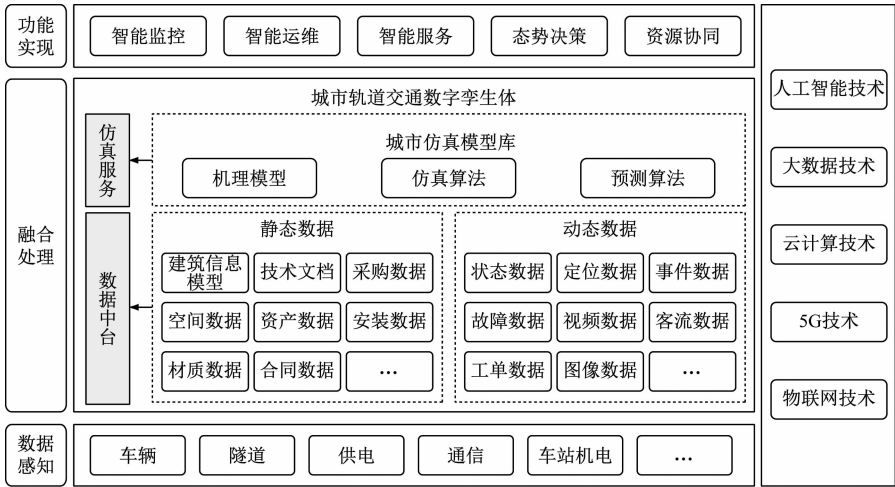 功能
实现
智能监控
智能运维
智能服务
态势决策
资源协同
融合
处理
城市轨道交通数字孪生体
仿真服务
城市仿真模型库
机理模型
仿真算法
预测算法
数据中台
静态数据
建筑信息
模型
技术文档
采购数据
空间数据
资产数据
安装数据
材质数据
合同数据
…
动态数据
状态数据
定位数据
事件数据
故障数据
视频数据
客流数据
工单数据
图像数据
…
数据
感知
车辆
隧道
供电
通信
车站机电
…
人工智能技术
大数据技术
云计算技术
5G技术
物联网技术